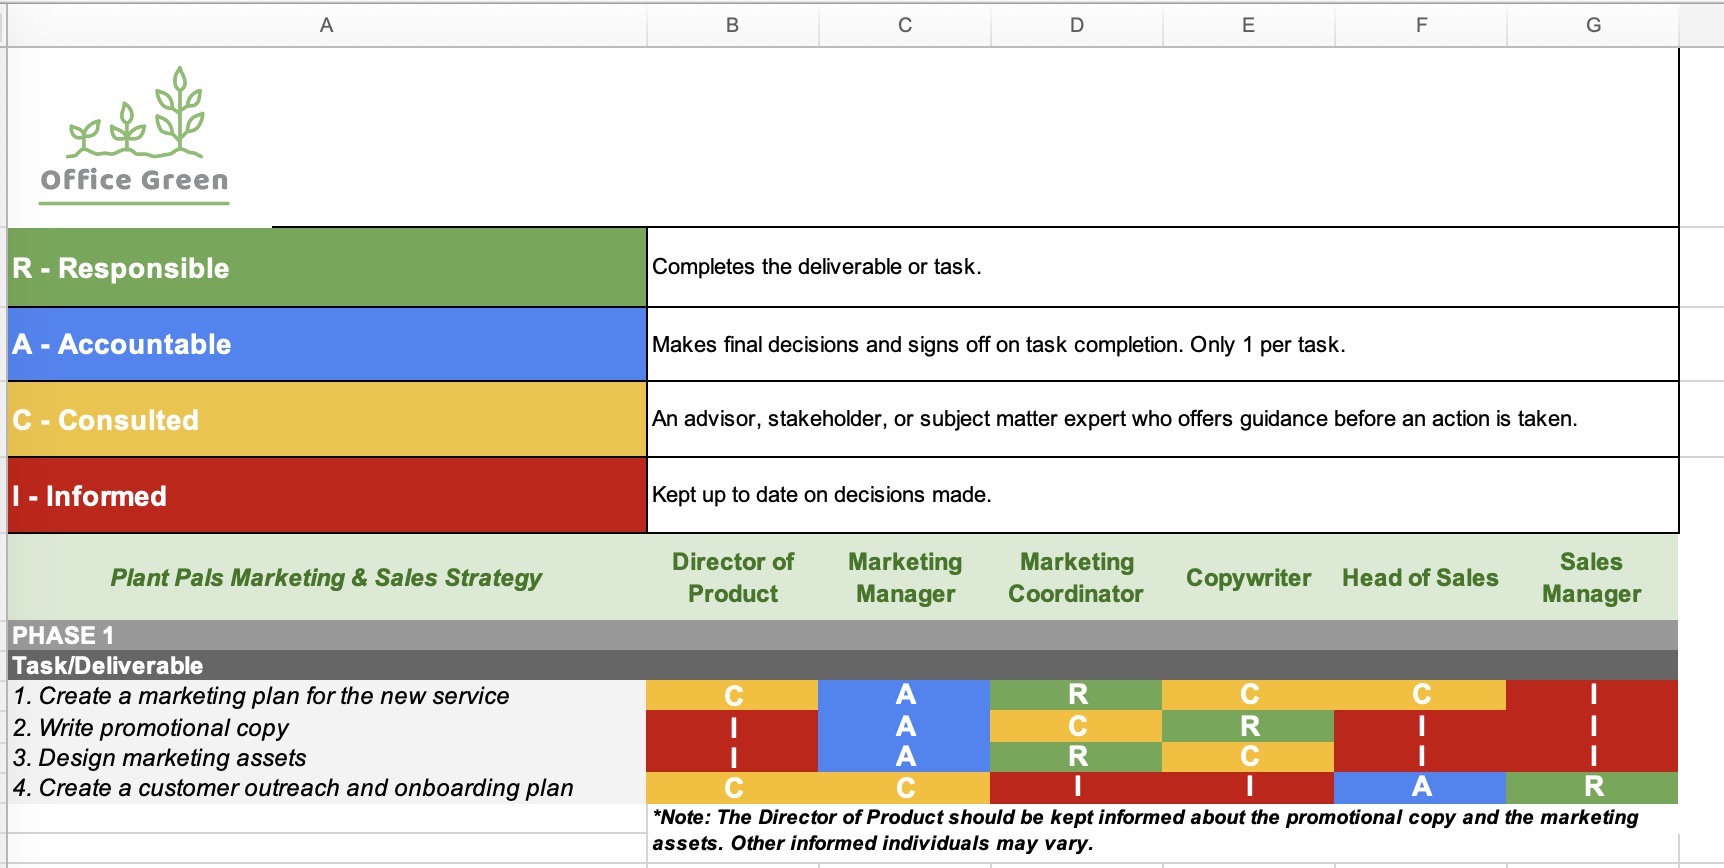 A B C D E F G
Office Green
R - Responsible Completes the deliverable or task.
A - Accountable Makes final decisions and signs off on task completion. Only 1 per task.
C - Consulted An advisor, stakeholder, or subject matter expert who offers guidance before an action is taken.
I - Informed Kept up to date on decisions made.
Plant Pals Marketing & Sales Strategy Director of Product Marketing Manager Marketing Coordinator Copywriter Head of Sales Sales Manager
PHASE 1
Task/Deliverable
1. Create a marketing plan for the new service C A R C C I
2. Write promotional copy I A C R I I
3. Design marketing assets I A R C I I
4. Create a customer outreach and onboarding plan C C I I A R
*Note: The Director of Product should be kept informed about the promotional copy and the marketing
assets. Other informed individuals may vary.